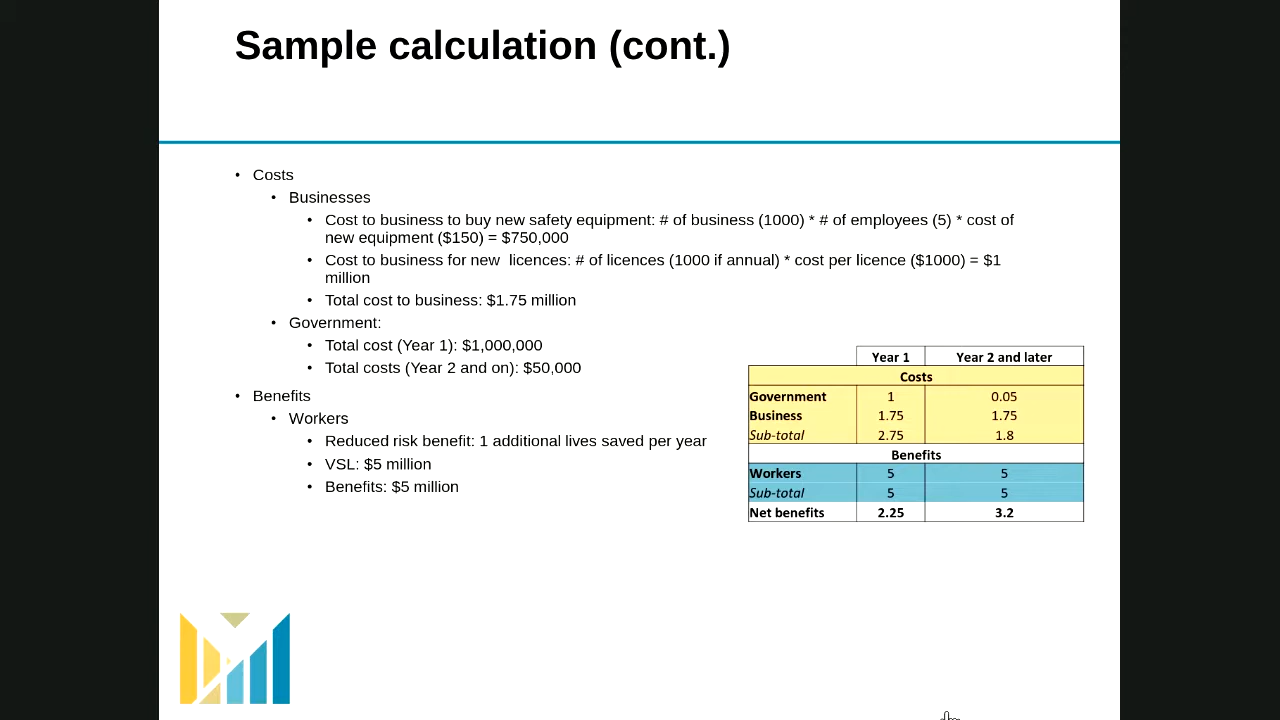 Sample calculation (cont.)
• Costs
• Businesses
• Cost to business to buy new safety equipment: # of business (1000) * # of employees (5) * cost of
new equipment ($150) = $750,000
• Cost to business for new  licences: # of licences (1000 if annual) * cost per licence ($1000) = $1
million
• Total cost to business: $1.75 million
• Government:
• Total cost (Year 1): $1,000,000
• Total costs (Year 2 and on): $50,000
• Benefits
• Workers
• Reduced risk benefit: 1 additional lives saved per year
• VSL: $5 million
• Benefits: $5 million
Year 1 Year 2 and later
Costs
Government 1 0.05
Business 1.75 1.75
Sub-total 2.75 1.8
Benefits
Workers 5 5
Sub-total 5 5
Net benefits 2.25 3.2